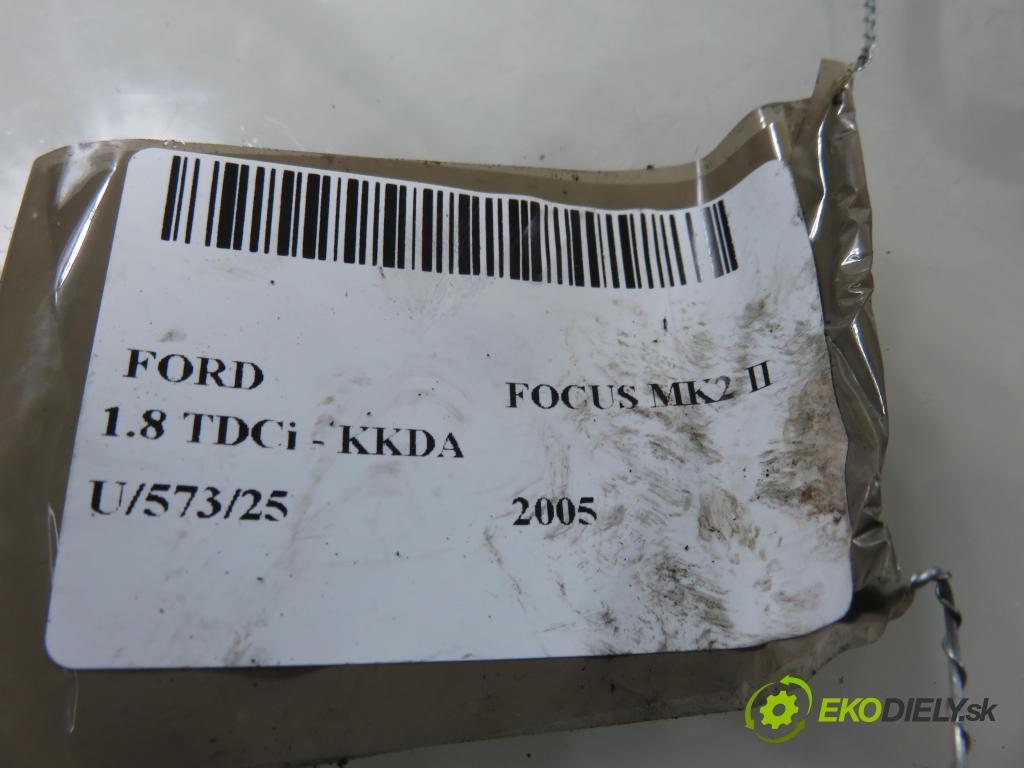 FORD FOCUS MK2 II
1.8 TDCi - KKDA
U/573/25 2005
EKODIELY.sk